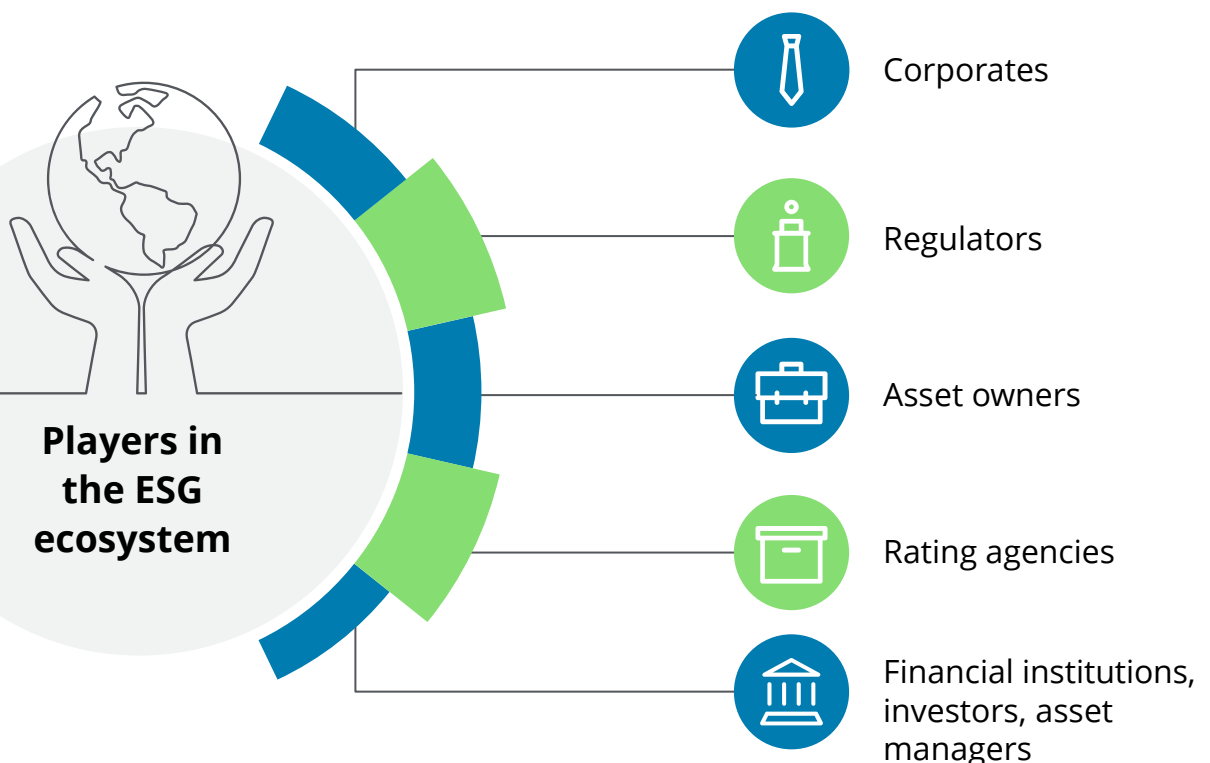 Corporates
Regulators
Asset owners
Players in
the ESG
ecosystem
Rating agencies
Financial institutions,
investors, asset
managers